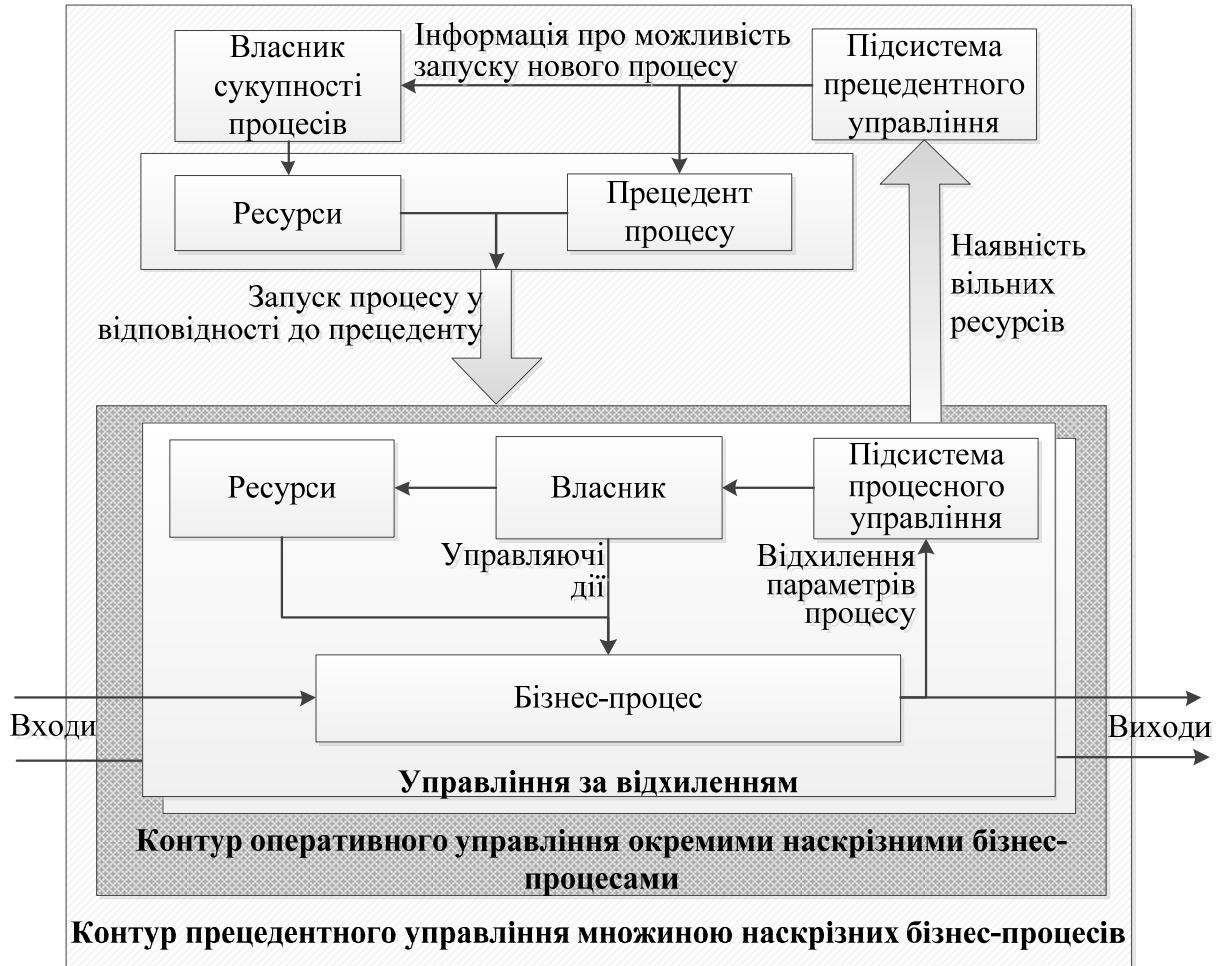 Власник
сукупності
процесів
Інформація про можливість
запуску нового процесу
Підсистема
прецедентного
управління
Ресурси
Прецедент
процесу
Наявність
вільних
ресурсів
Запуск процесу у
відповідності до прецеденту
Ресурси
Власник
Підсистема
процесного
управління
Управляючі
дії
Відхилення
параметрів
процесу
Бізнес-процес
Входи
Виходи
Управління за відхиленням
Контур оперативного управління окремими наскрізними бізнес-
процесами
Контур прецедентного управління множиною наскрізних бізнес-процесів